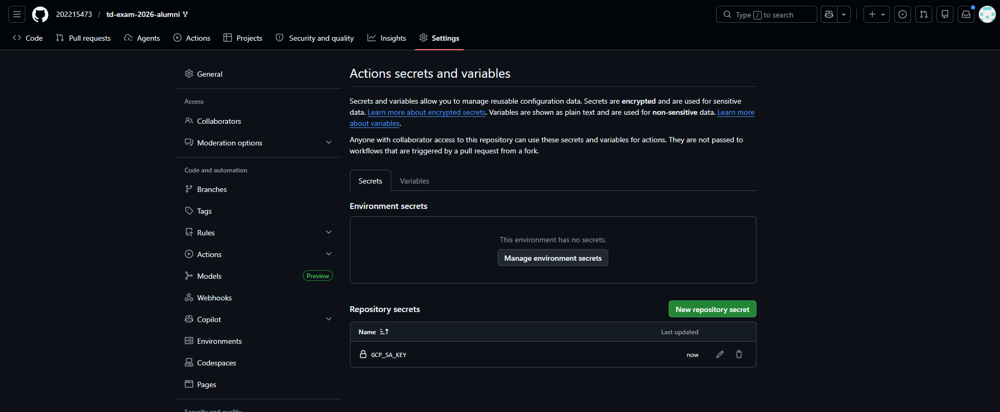 202215473 / td-exam-2026-alumni
Type / to search
Code
Pull requests
Agents
Actions
Projects
Security and quality
Insights
Settings
General
Access
Collaborators
Moderation options
Code and automation
Branches
Tags
Rules
Actions
Models
Preview
Webhooks
Copilot
Environments
Codespaces
Pages
Security and quality
Actions secrets and variables
Secrets and variables allow you to manage reusable configuration data. Secrets are encrypted and are used for sensitive
data. Learn more about encrypted secrets. Variables are shown as plain text and are used for non-sensitive data. Learn more
about variables.
Anyone with collaborator access to this repository can use these secrets and variables for actions. They are not passed to
workflows that are triggered by a pull request from a fork.
Secrets
Variables
Environment secrets
This environment has no secrets.
Manage environment secrets
Repository secrets
New repository secret
Name
Last updated
GCP_SA_KEY
now